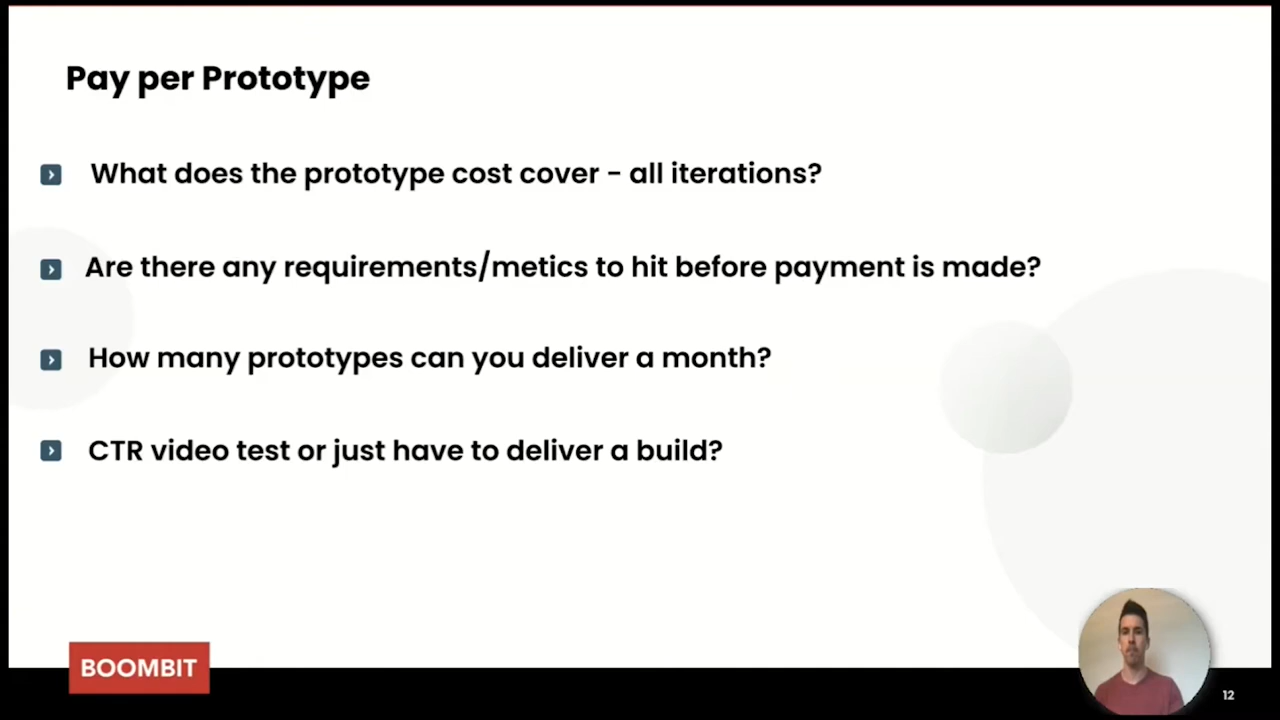 Pay per Prototype
What does the prototype cost cover - all iterations?
Are there any requirements/metics to hit before payment is made?
How many prototypes can you deliver a month?
CTR video test or just have to deliver a build?
BOOMBIT
12